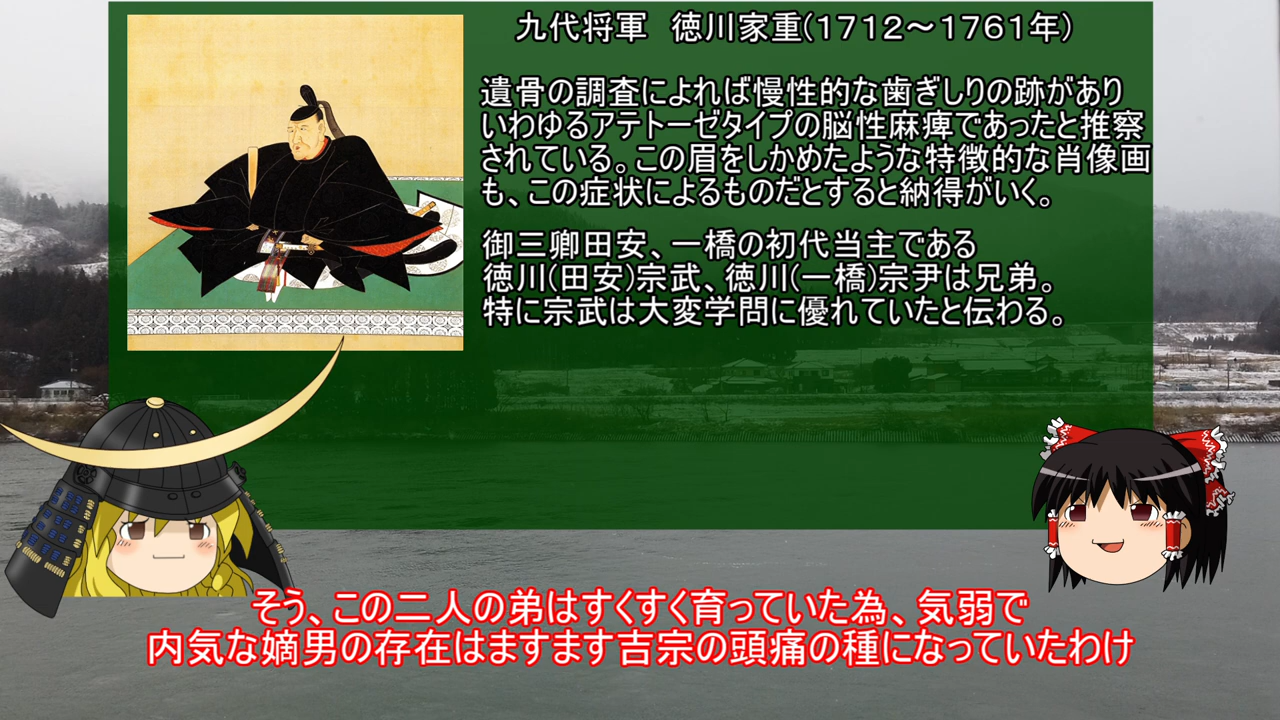 九代将軍　徳川家重(1712～1761年)
遺骨の調査によれば慢性的な歯ぎしりの跡があり
いわゆるアテトーゼタイプの脳性麻痺であったと推察
されている。この眉をしかめたような特徴的な肖像画
も、この症状によるものだとすると納得がいく。
御三卿田安、一橋の初代当主である
徳川(田安)宗武、徳川(一橋)宗尹は兄弟。
特に宗武は大変学問に優れていたと伝わる。
そう、この二人の弟はすくすく育っていた為、気弱で
内気な嫡男の存在はますます吉宗の頭痛の種になっていたわけ